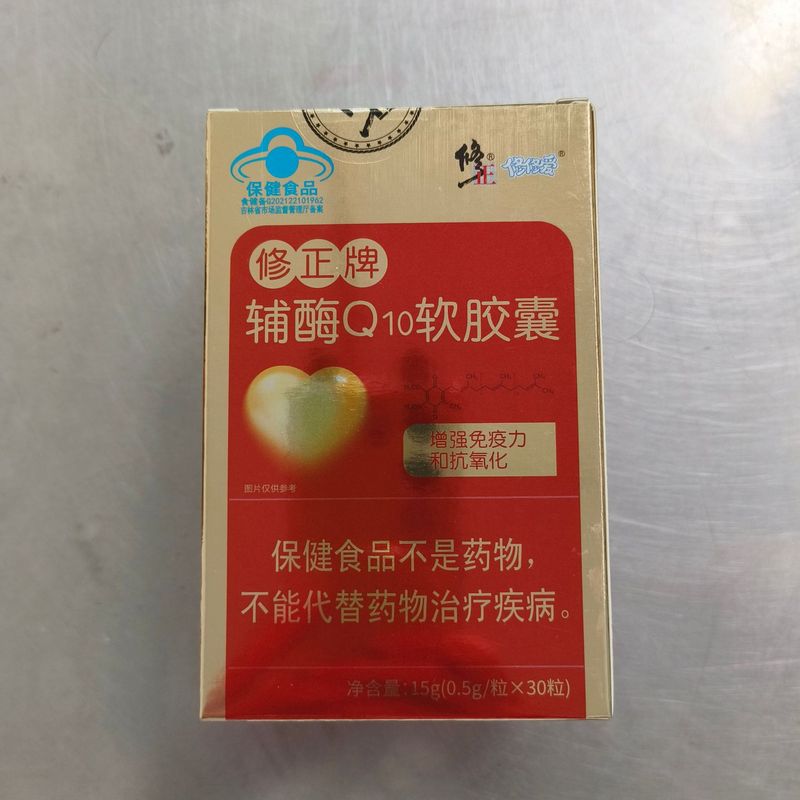 保健食品
食健备G202122101962
吉林省市场监督管理厅备案
修正® 修修爱®
修正牌
辅酶Q10软胶囊
增强免疫力
和抗氧化
图片仅供参考
保健食品不是药物，
不能代替药物治疗疾病。
净含量:15g(0.5g/粒×30粒)